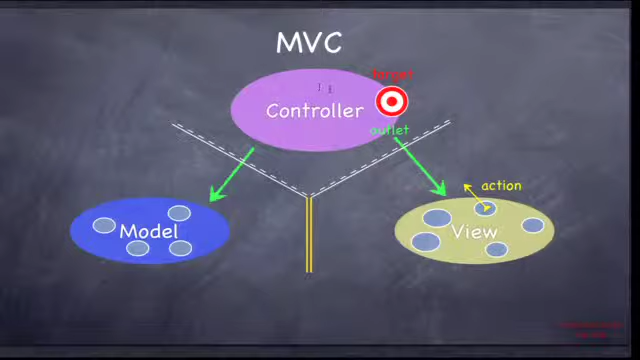 MVC
target
Controller
outlet
action
Model
View